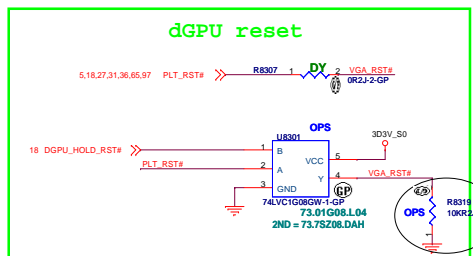 dGPU reset
5,18,27,31,36,65,97 PLT_RST#
R8307
1
DY
2
VGA_RST#
0R2J-2-GP
OPS
U8301
3D3V_S0
18 DGPU_HOLD_RST#
1 B
VCC 5
PLT_RST#
2 A
Y 4
VGA_RST#
3 GND
GP
74LVC1G08GW-1-GP
73.01G08.L04
2ND = 73.7SZ08.DAH
OPS
R8319
10KR2J
1